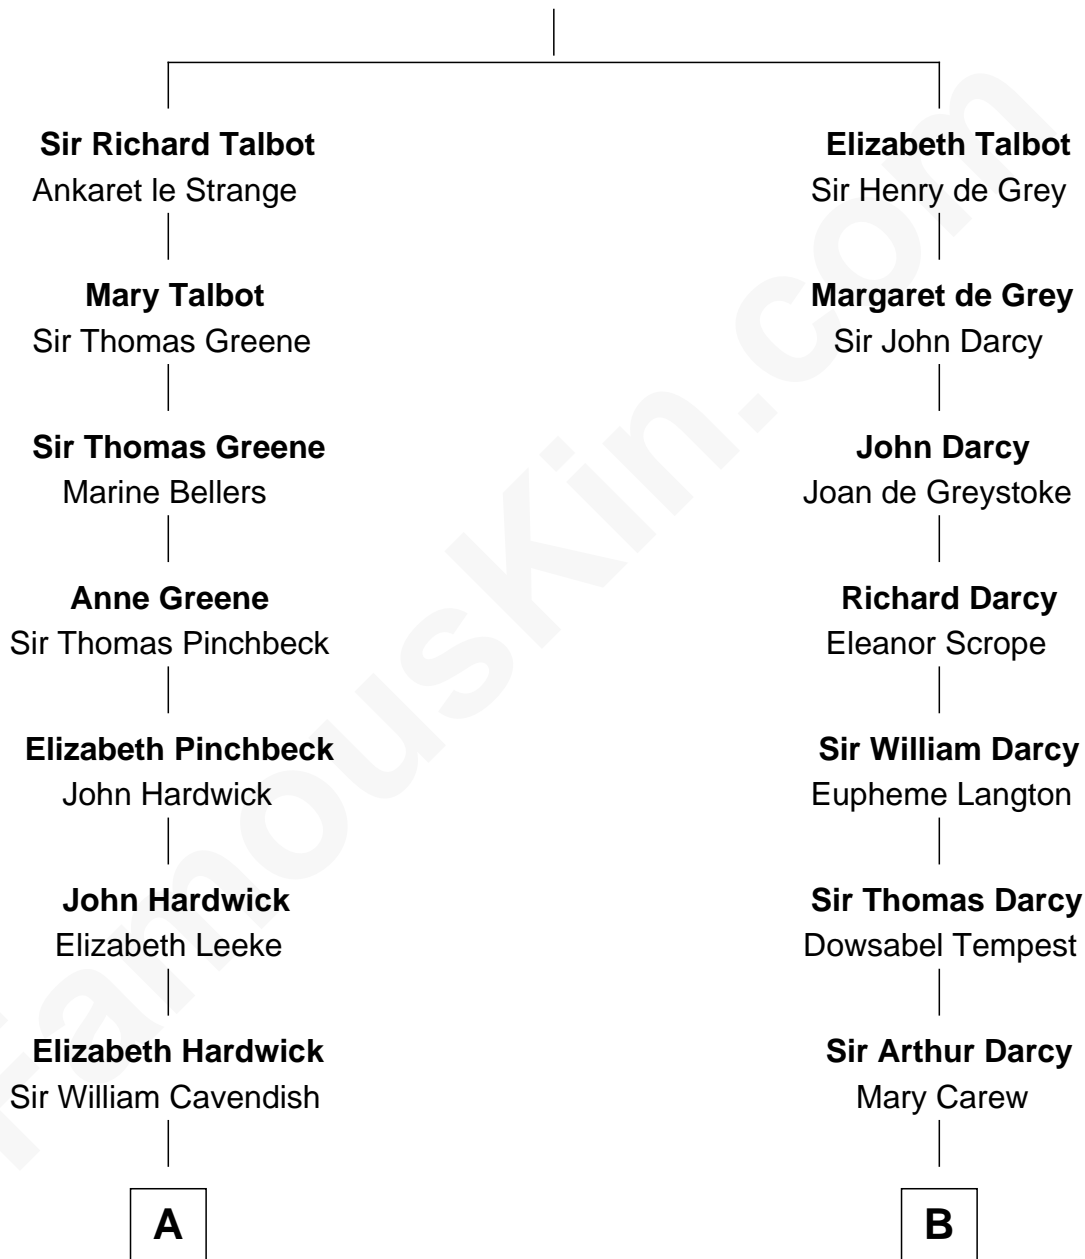 Sir Richard Talbot
Ankaret le Strange
Mary Talbot
Sir Thomas Greene
Sir Thomas Greene
Marine Bellers
Anne Greene
Sir Thomas Pinchbeck
Elizabeth Pinchbeck
John Hardwick
John Hardwick
Elizabeth Leeke
Elizabeth Hardwick
Sir William Cavendish
A
Elizabeth Talbot
Sir Henry de Grey
Margaret de Grey
Sir John Darcy
John Darcy
Joan de Greystoke
Richard Darcy
Eleanor Scrope
Sir William Darcy
Eupheme Langton
Sir Thomas Darcy
Dowsabel Tempest
Sir Arthur Darcy
Mary Carew
B
FamousKin.com